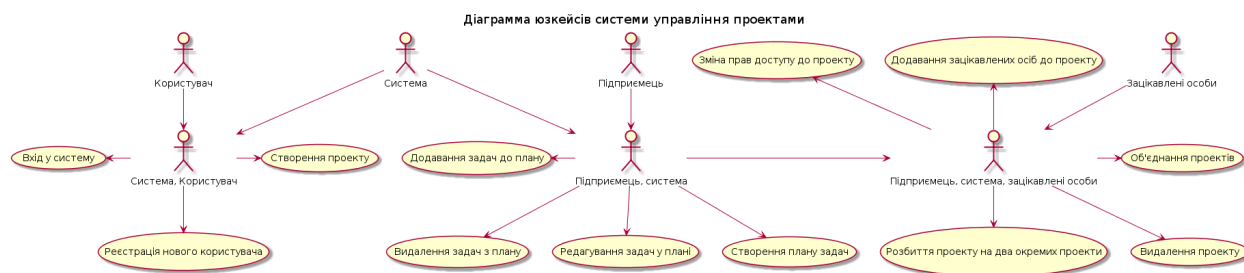 Діаграмма юзкейсів системи управління проектами
Користувач
Система
Підприємець
Зміна прав доступу до проекту
Додавання зацікавлених осіб до проекту
Зацікавлені особи
Вхід у систему
Система, Користувач
Створення проекту
Додавання задач до плану
Підприємець, система
Підприємець, система, зацікавлені особи
Об'єднання проектів
Реєстрація нового користувача
Видалення задач з плану
Редагування задач у плані
Створення плану задач
Розбиття проекту на два окремих проекти
Видалення проекту